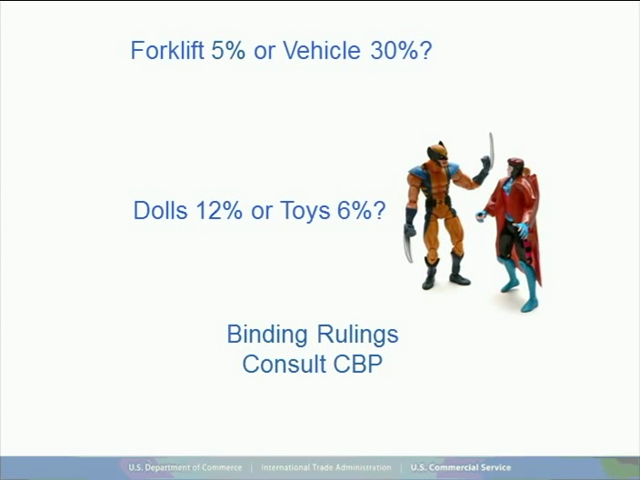 Forklift 5% or Vehicle 30%?
Dolls 12% or Toys 6%?
Binding Rulings
Consult CBP
U.S. Department of Commerce | International Trade Administration | U.S. Commercial Service